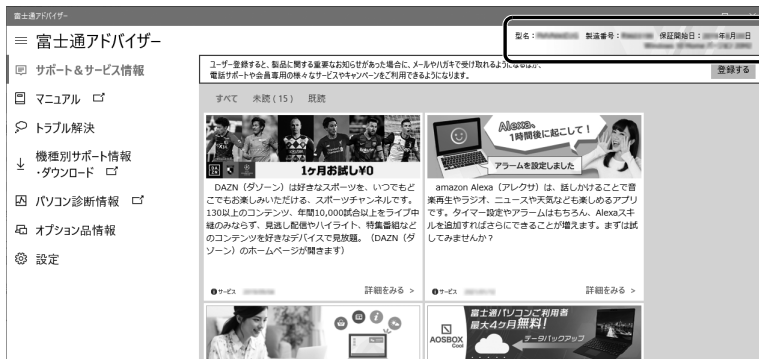 富士通アドバイザー
富士通アドバイザー
型名：
製造番号：
保証開始日：
年
月
日
サポート＆サービス情報
マニュアル
トラブル解決
機種別サポート情報
・ダウンロード
パソコン診断情報
オプション品情報
設定
ユーザー登録すると、製品に関する重要なお知らせがあった場合に、メールやハガキで受け取れるようになるほか、
電話サポートや会員専用の様々なサービスやキャンペーンをご利用できるようになります。
登録する
すべて 未読 (15) 既読
DAZN
1ヶ月お試し¥0
DAZN（ダゾーン）は好きなスポーツを、いつでもど
こでもお楽しみいただける、スポーツチャンネルです。
130以上のコンテンツ、年間10,000試合以上をライブ中
継のみならず、見逃し配信やハイライト、特集番組など
のコンテンツを好きなデバイスで見放題。（DAZN（ダ
ゾーン）のホームページが開きます）
サービス
詳細をみる >
Alexa、
1時間後に起こして！
アラームを設定しました
amazon Alexa（アレクサ）は、話しかけることで音
楽再生やラジオ、ニュースや天気なども楽しめるアプリ
です。タイマー設定やアラームはもちろん、Alexaスキ
ルを追加すればさらにできることが増えます。まずは試
してみませんか？
サービス
詳細をみる >
AOSBOX
Cool
富士通パソコンご利用者
最大4ヶ月無料!
データバックアップ